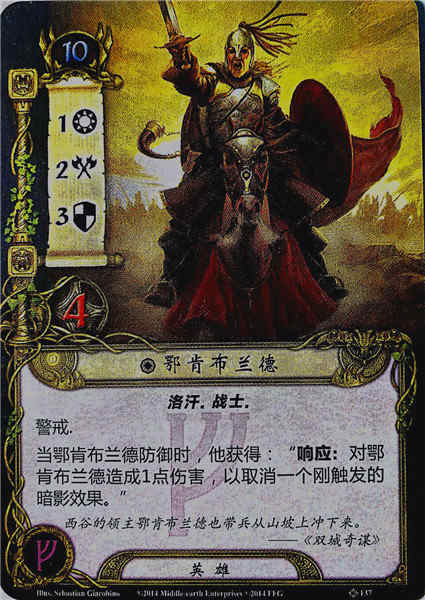 10
1
2
3
4
鄂肯布兰德
洛汗. 战士.
警戒.
当鄂肯布兰德防御时，他获得：“响应: 对鄂
肯布兰德造成1点伤害，以取消一个刚触发的
暗影效果。”
西谷的领主鄂肯布兰德也带兵从山坡上冲下来。
——《双城奇谋》
英雄
Illus. Sebastian Giacobino ©2014 Middle-earth Enterprises • 2014 FFG 137